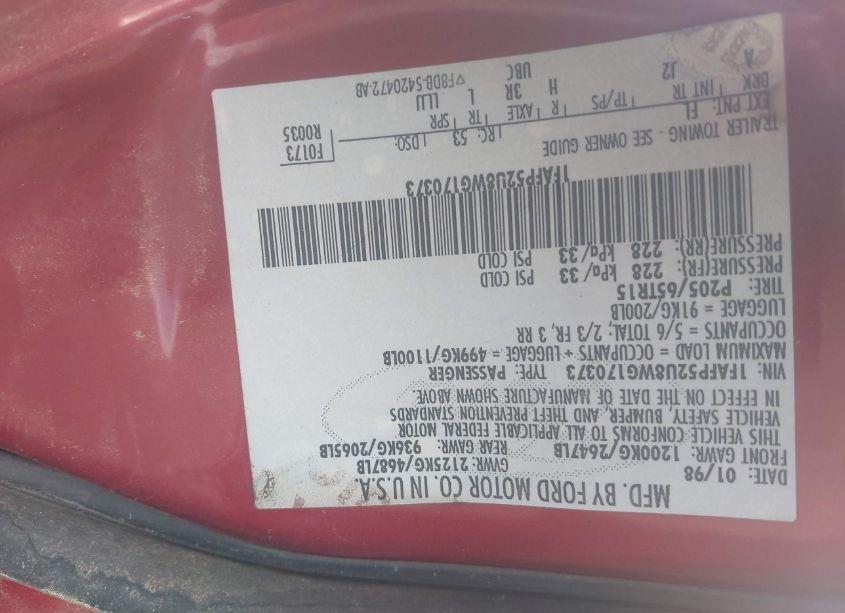 MFD. BY FORD MOTOR CO. IN U.S.A.
DATE: 01/98 GVWR: 2125KG/4687LB
FRONT GAWR: 1200KG/2647LB REAR GAWR: 936KG/2065LB
THIS VEHICLE CONFORMS TO ALL APPLICABLE FEDERAL MOTOR
VEHICLE SAFETY, BUMPER, AND THEFT PREVENTION STANDARDS
IN EFFECT ON THE DATE OF MANUFACTURE SHOWN ABOVE.
VIN: 1FAFP52U8WG170373 TYPE: PASSENGER
MAXIMUM LOAD = OCCUPANTS + LUGGAGE = 499KG/1100LB
OCCUPANTS = 5/6 TOTAL: 2/3 FR, 3 RR
LUGGAGE = 91KG/200LB
TIRE: P205/65TR15
PRESSURE(FR): 228 kPa/33 PSI COLD
PRESSURE(RR): 228 kPa/33 PSI COLD
1FAFP52U8WG170373
TRAILER TOWING - SEE OWNER GUIDE
F0173
R0035
EXT PNT: FL RC: 53 DSO:
BRK INT TR TP/PS R AXLE TR SPR
A J2 H 3R L LLU
UBC ▽F8DB-5420472-AB